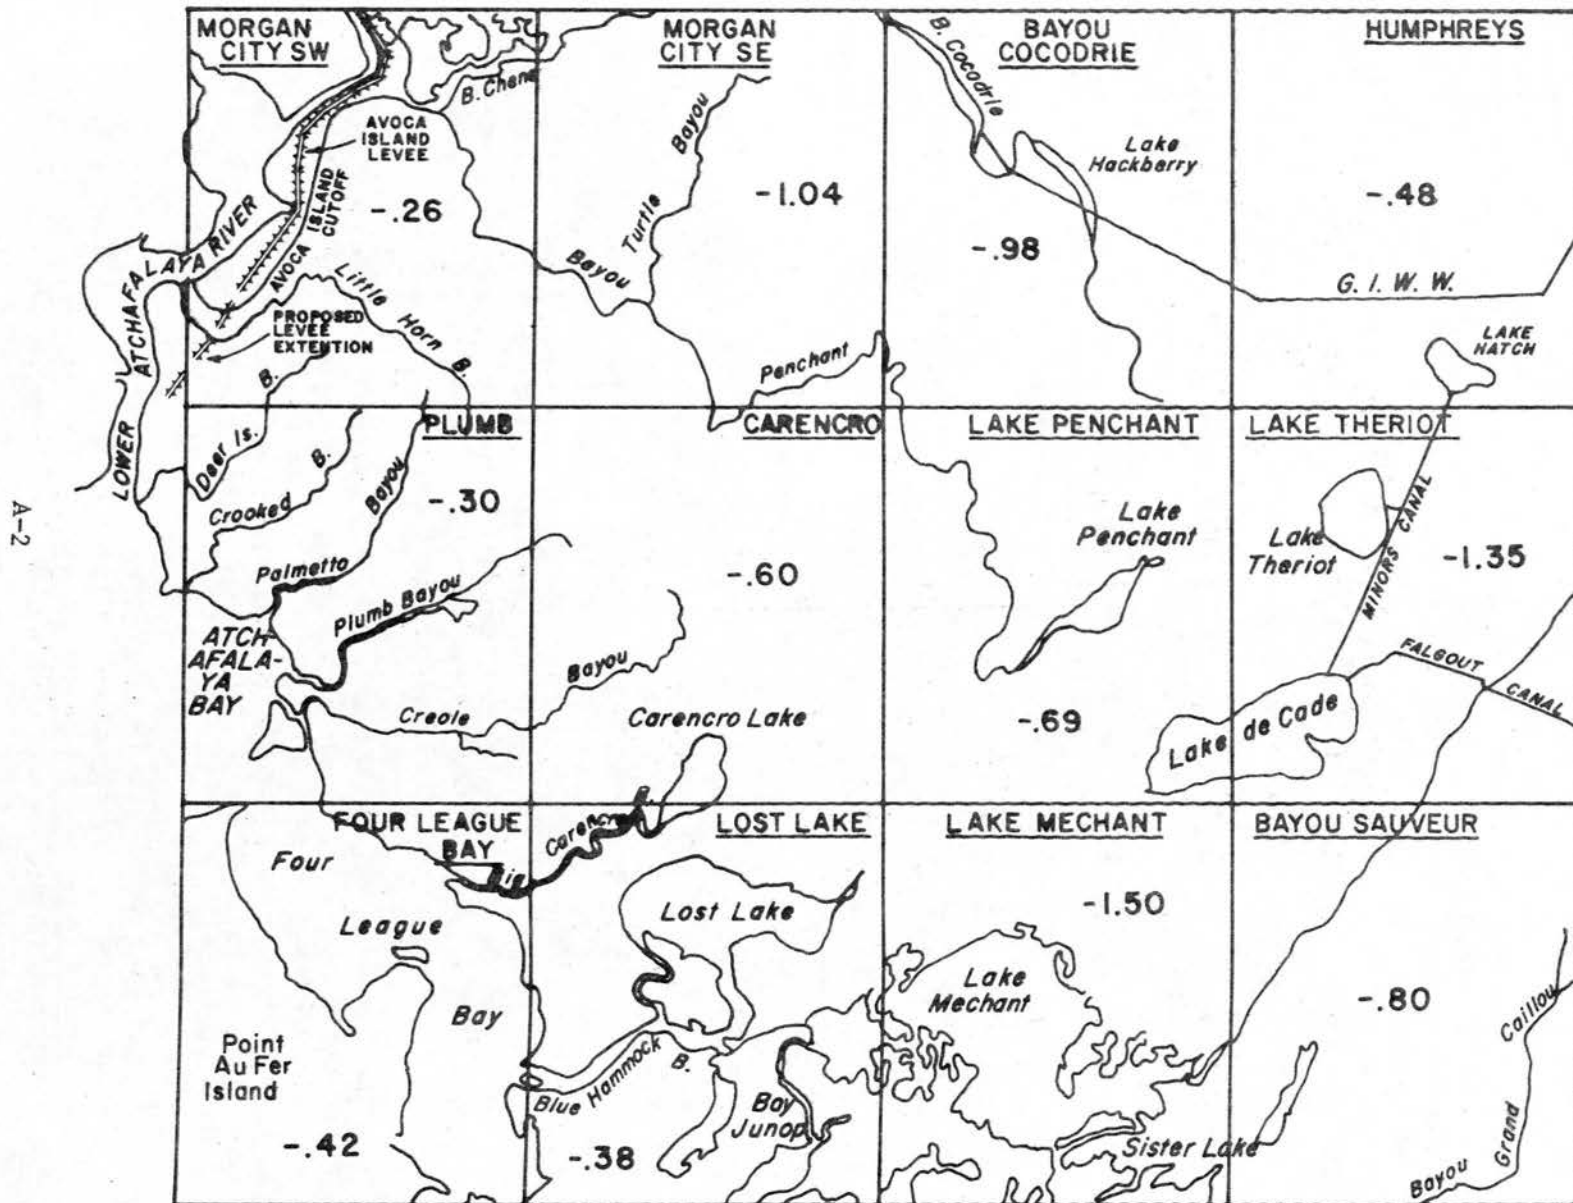 MORGAN
CITY SW
MORGAN
CITY SE
BAYOU
COCODRIE
HUMPHREYS
B. Chene
B. Cocodrie
AVOCA
ISLAND
LEVEE
Turtle Bayou
Lake
Hackberry
-.26
-1.04
-.98
-.48
AVOCA ISLAND
CUTOFF
LOWER ATCHAFALAYA RIVER
Little Horn B.
Bayou
Penchant
G. I. W. W.
PROPOSED
LEVEE
EXTENTION
LAKE
HATCH
PLUMB
CARENCRO
LAKE PENCHANT
LAKE THERIOT
Deer Is. B.
Crooked B.
-.30
Palmetto Bayou
Plumb Bayou
-.60
Lake
Penchant
Lake
Theriot
MINORS CANAL
-1.35
ATCH-
AFALA-
YA
BAY
Creole Bayou
Carencro Lake
-.69
Lake de Cade
FALGOUT CANAL
A-2
FOUR LEAGUE
BAY
LOST LAKE
LAKE MECHANT
BAYOU SAUVEUR
Big Carencro B.
Four
League
Bay
Lost Lake
-1.50
Lake
Mechant
-.80
Point
Au Fer
Island
Blue Hammock B.
Bay
Junop
Sister Lake
Bayou Grand Caillou
-.42
-.38